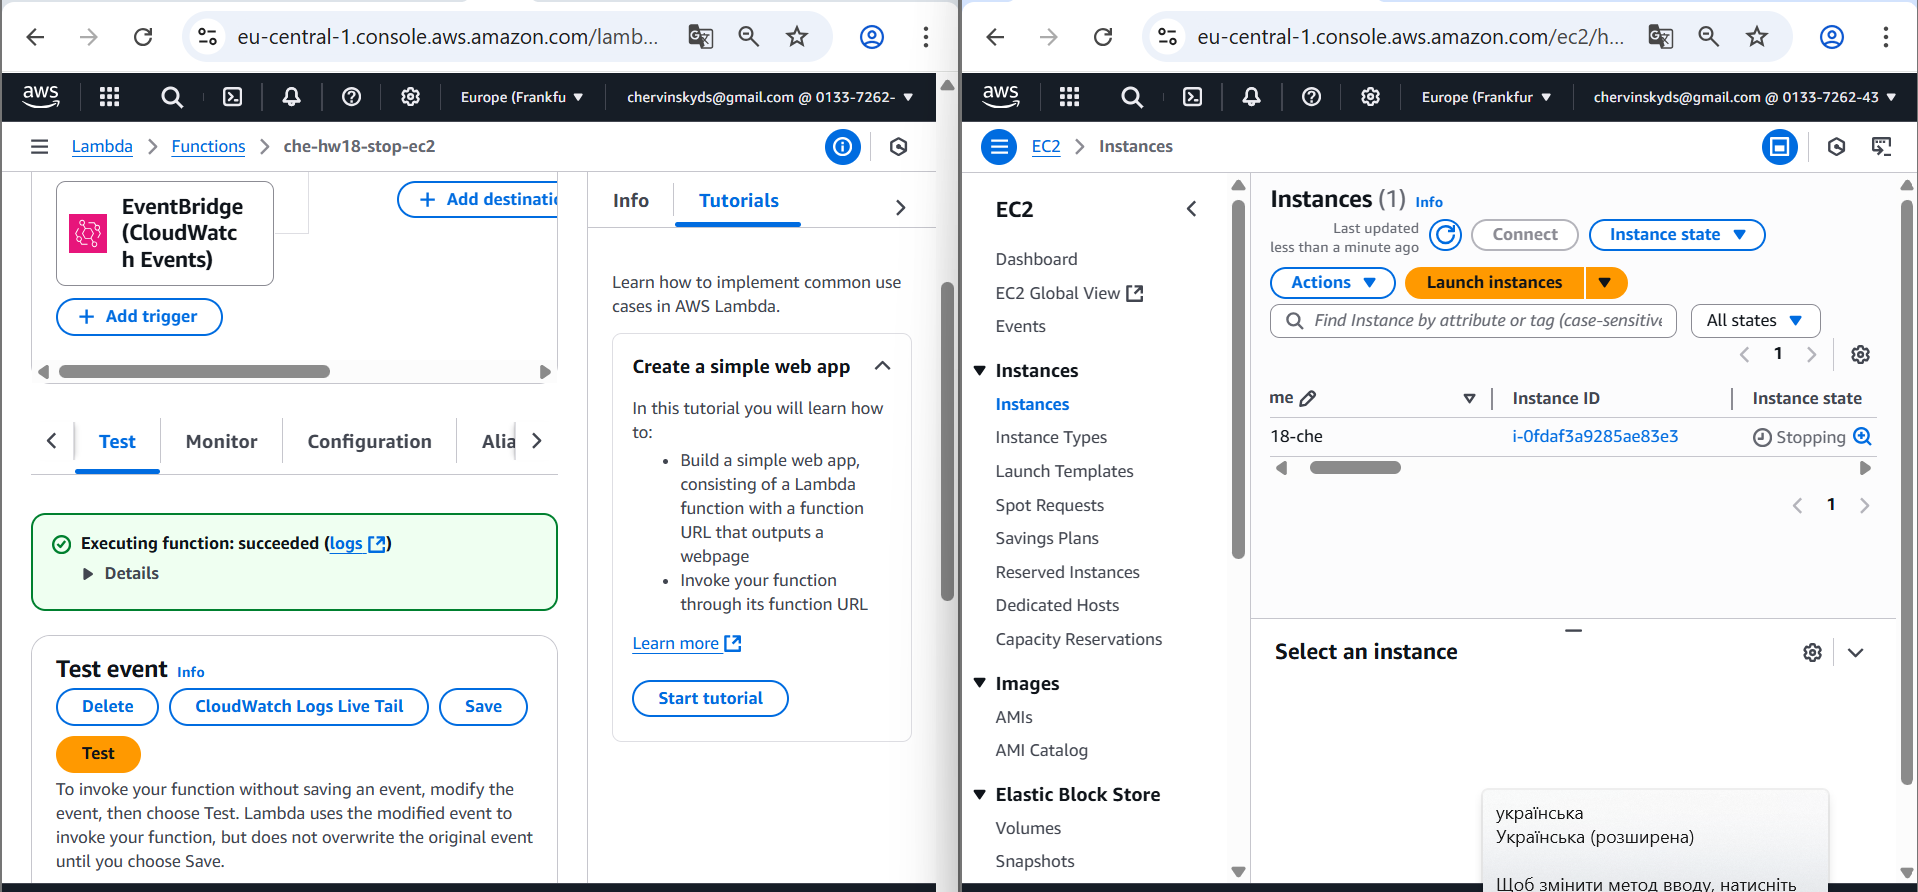 eu-central-1.console.aws.amazon.com/lamb...
aws
Europe (Frankfu
chervinskyds@gmail.com @ 0133-7262-
Lambda
Functions
che-hw18-stop-ec2
EventBridge
(CloudWatc
h Events)
Add destinatio
Add trigger
Test
Monitor
Configuration
Alia
Executing function: succeeded (logs)
Details
Test event
Info
Delete
CloudWatch Logs Live Tail
Save
Test
To invoke your function without saving an event, modify the
event, then choose Test. Lambda uses the modified event to
invoke your function, but does not overwrite the original event
until you choose Save.
Info
Tutorials
Learn how to implement common use
cases in AWS Lambda.
Create a simple web app
In this tutorial you will learn how
to:
• Build a simple web app,
consisting of a Lambda
function with a function
URL that outputs a
webpage
• Invoke your function
through its function URL
Learn more
Start tutorial
eu-central-1.console.aws.amazon.com/ec2/h...
aws
Europe (Frankfur
chervinskyds@gmail.com @ 0133-7262-43
EC2
Instances
EC2
Dashboard
EC2 Global View
Events
Instances
Instances
Instance Types
Launch Templates
Spot Requests
Savings Plans
Reserved Instances
Dedicated Hosts
Capacity Reservations
Images
AMIs
AMI Catalog
Elastic Block Store
Volumes
Snapshots
Instances (1)
Info
Last updated
less than a minute ago
Connect
Instance state
Actions
Launch instances
Find Instance by attribute or tag (case-sensitive
All states
1
me
Instance ID
Instance state
18-che
i-0fdaf3a9285ae83e3
Stopping
1
Select an instance
українська
Українська (розширена)
Щоб змінити метод вводу, натисніть